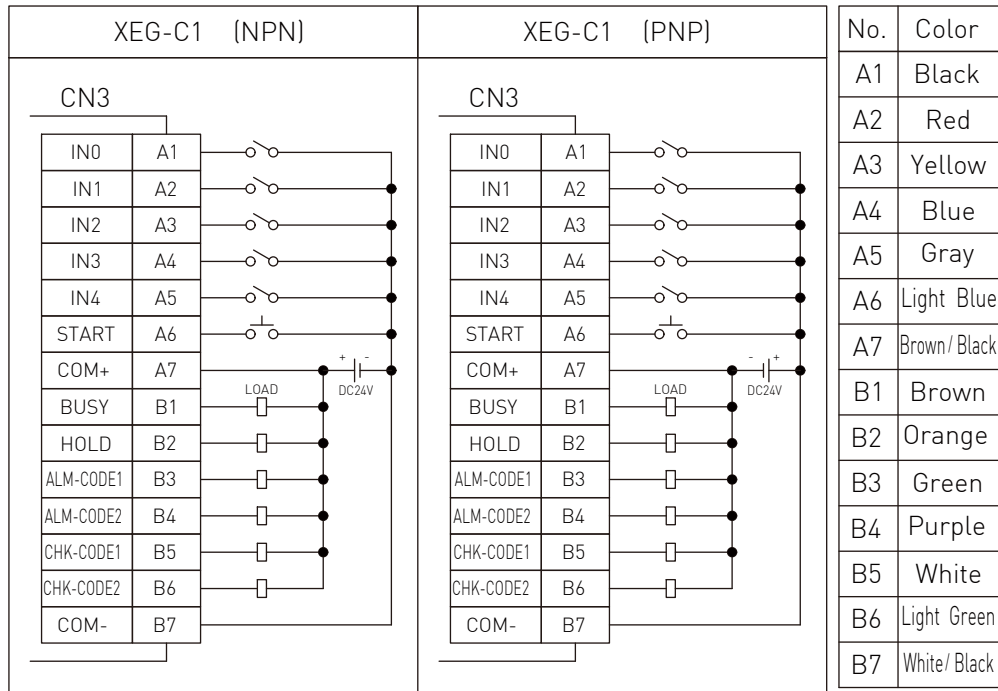 XEG-C1 (NPN)
CN3
IN0 A1
IN1 A2
IN2 A3
IN3 A4
IN4 A5
START A6
COM+ A7 + - DC24V
LOAD
BUSY B1
HOLD B2
ALM-CODE1 B3
ALM-CODE2 B4
CHK-CODE1 B5
CHK-CODE2 B6
COM- B7
XEG-C1 (PNP)
CN3
IN0 A1
IN1 A2
IN2 A3
IN3 A4
IN4 A5
START A6
COM+ A7 - + DC24V
LOAD
BUSY B1
HOLD B2
ALM-CODE1 B3
ALM-CODE2 B4
CHK-CODE1 B5
CHK-CODE2 B6
COM- B7
No. Color
A1 Black
A2 Red
A3 Yellow
A4 Blue
A5 Gray
A6 Light Blue
A7 Brown/Black
B1 Brown
B2 Orange
B3 Green
B4 Purple
B5 White
B6 Light Green
B7 White/Black